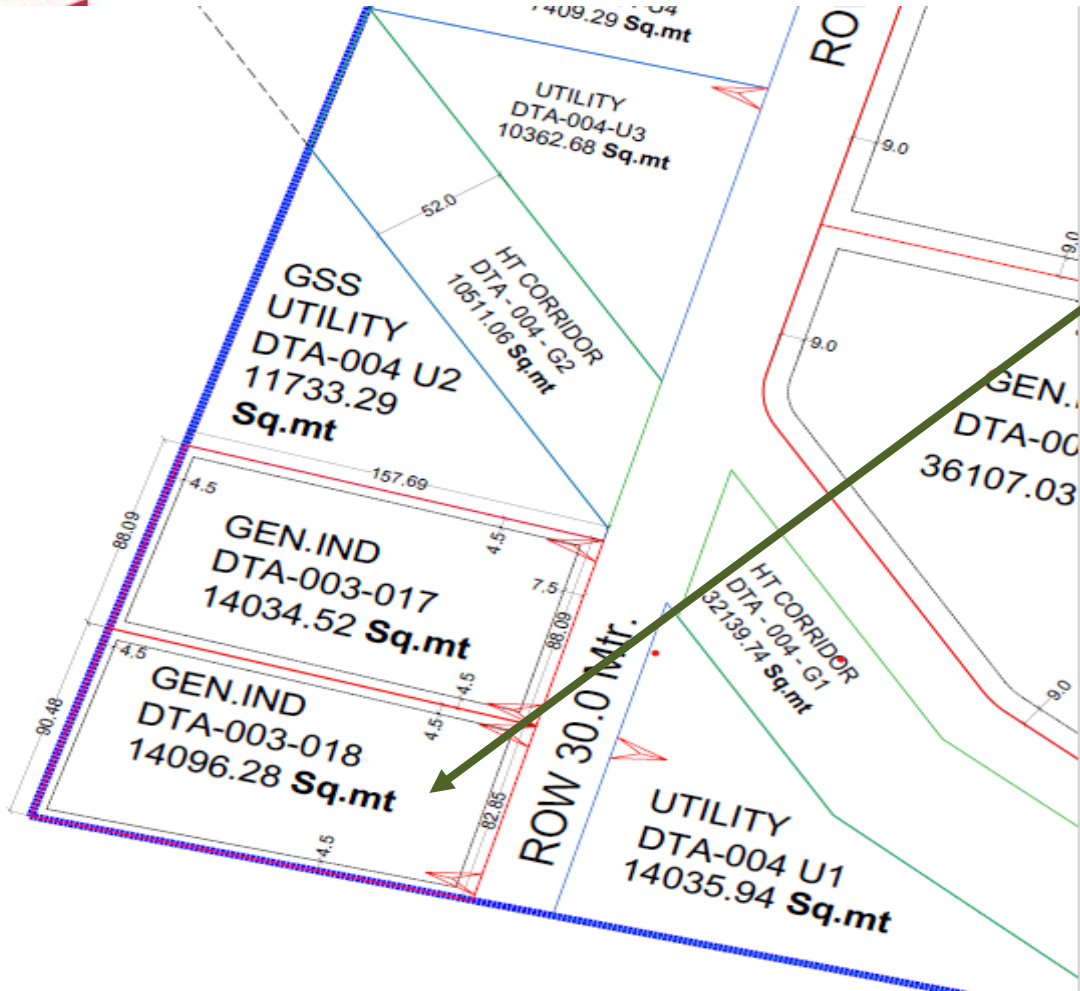 7409.29 Sq.mt
RO
UTILITY
DTA-004-U3
10362.68 Sq.mt
9.0
52.0
9.0
HT CORRIDOR
DTA - 004 - G2
10511.06 Sq.mt
GSS
UTILITY
DTA-004 U2
11733.29
Sq.mt
9.0
GEN.
DTA-00
36107.03
157.69
88.09
4.5
4.5
GEN.IND
DTA-003-017
14034.52 Sq.mt
7.5
88.09
4.5
HT CORRIDOR
DTA - 004 - G1
32139.74 Sq.mt
9.0
90.48
4.5
4.5
GEN.IND
DTA-003-018
14096.28 Sq.mt
82.85
4.5
ROW 30.0 Mtr.
UTILITY
DTA-004 U1
14035.94 Sq.mt